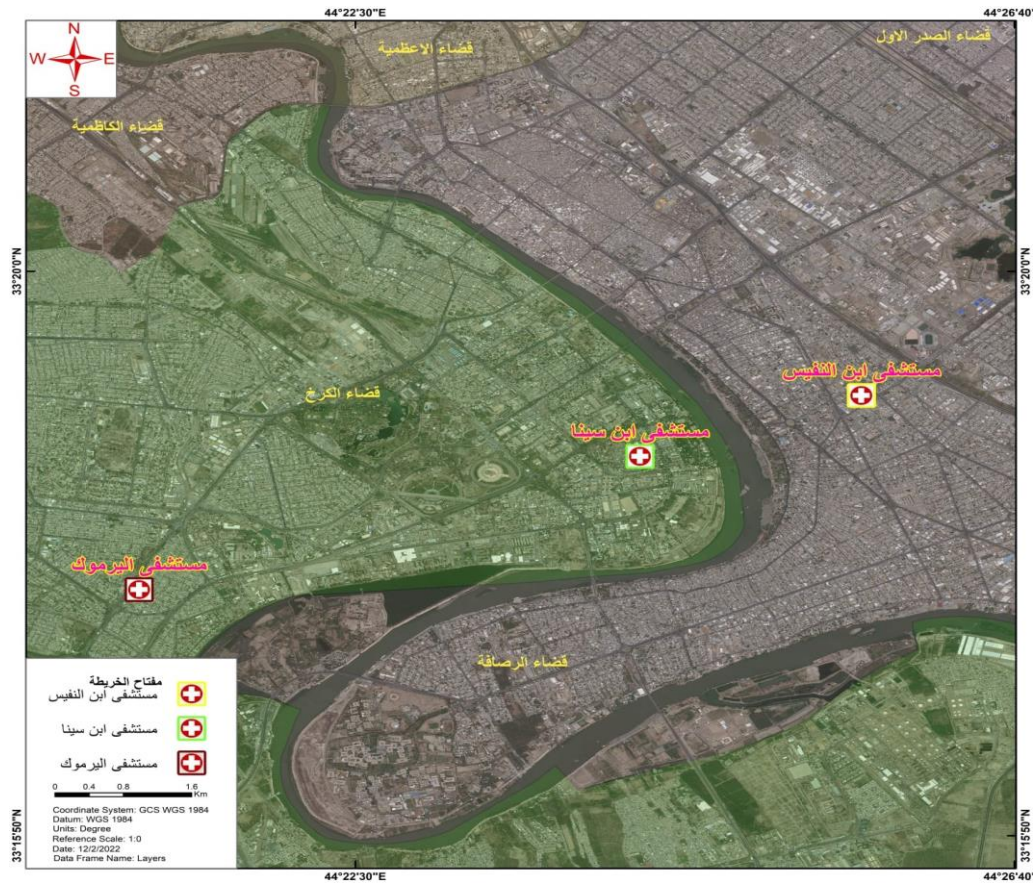 44°22'30"E
44°26'40"
N
W E
S
قضاء الاعظمية
قضاء الصدر الاول
قضاء الكاظمية
33°20'0"N
33°20'0"N
مستشفى ابن النفيس
قضاء الكرخ
مستشفى ابن سينا
مستشفى اليرموك
قضاء الرصافة
مفتاح الخريطة
مستشفى ابن النفيس
مستشفى ابن سينا
مستشفى اليرموك
0 0.4 0.8 1.6
Km
Coordinate System: GCS WGS 1984
Datum: WGS 1984
Units: Degree
Reference Scale: 1:0
Date: 12/2/2022
Data Frame Name: Layers
33°15'50"N
33°15'50"N
44°22'30"E
44°26'40"